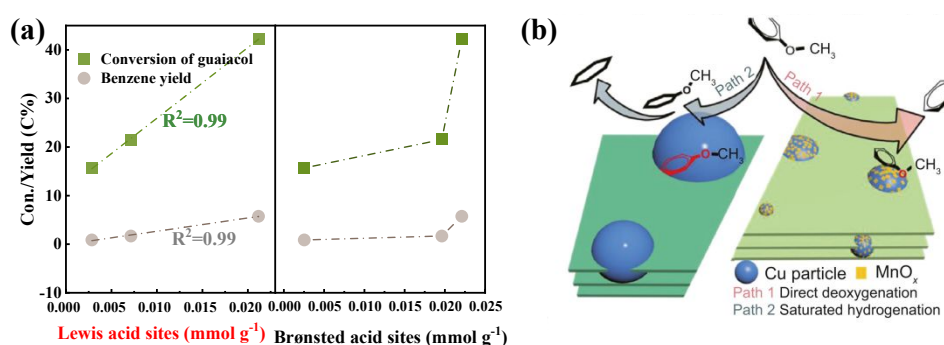 (a)
Con./Yield (C%)
40
30
20
10
0
-10
Conversion of guaiacol
Benzene yield
R²=0.99
R²=0.99
0.000 0.005 0.010 0.015 0.020
0.000 0.005 0.010 0.015 0.020 0.025
Lewis acid sites (mmol g⁻¹)
Brønsted acid sites (mmol g⁻¹)
(b)
O—CH₃
CH₃
O
Path 2
Path 1
O—CH₃
O—CH₃
Cu particle MnOₓ
Path 1 Direct deoxygenation
Path 2 Saturated hydrogenation